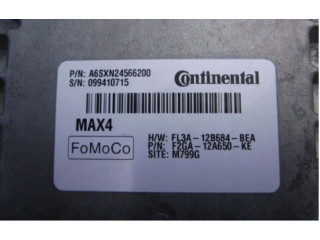 P/N: A6SXN24566200
S/N: 099410715
Continental
MAX4
FoMoCo
H/W: FL3A-12B684-BEA
P/N: F2GA-12A650-KE
SITE: M799G